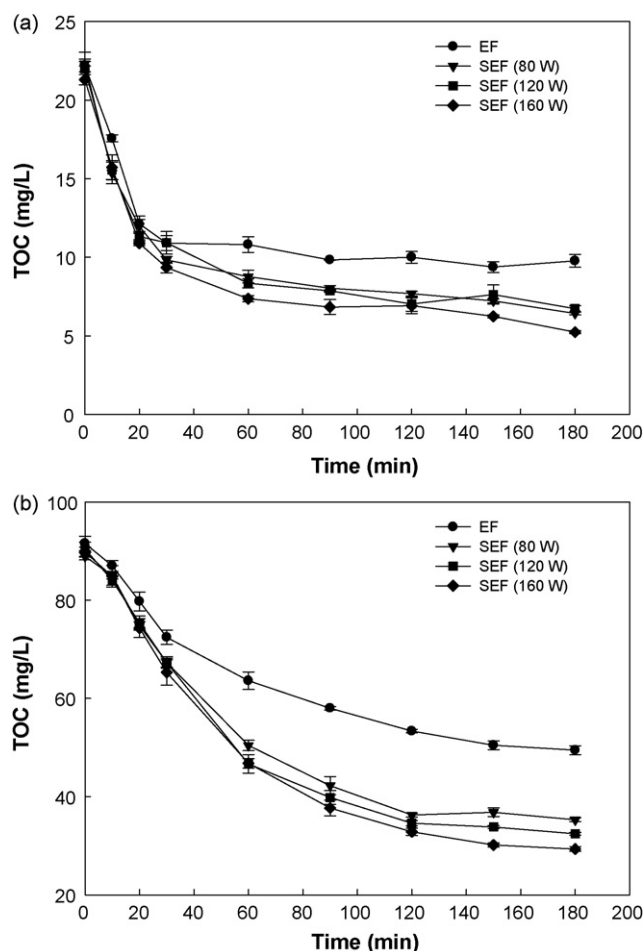 (a)
25
20
15
10
5
0
TOC (mg/L)
EF
SEF (80 W)
SEF (120 W)
SEF (160 W)
0 20 40 60 80 100 120 140 160 180 200
Time (min)
(b)
100
80
60
40
20
TOC (mg/L)
EF
SEF (80 W)
SEF (120 W)
SEF (160 W)
0 20 40 60 80 100 120 140 160 180 200
Time (min)